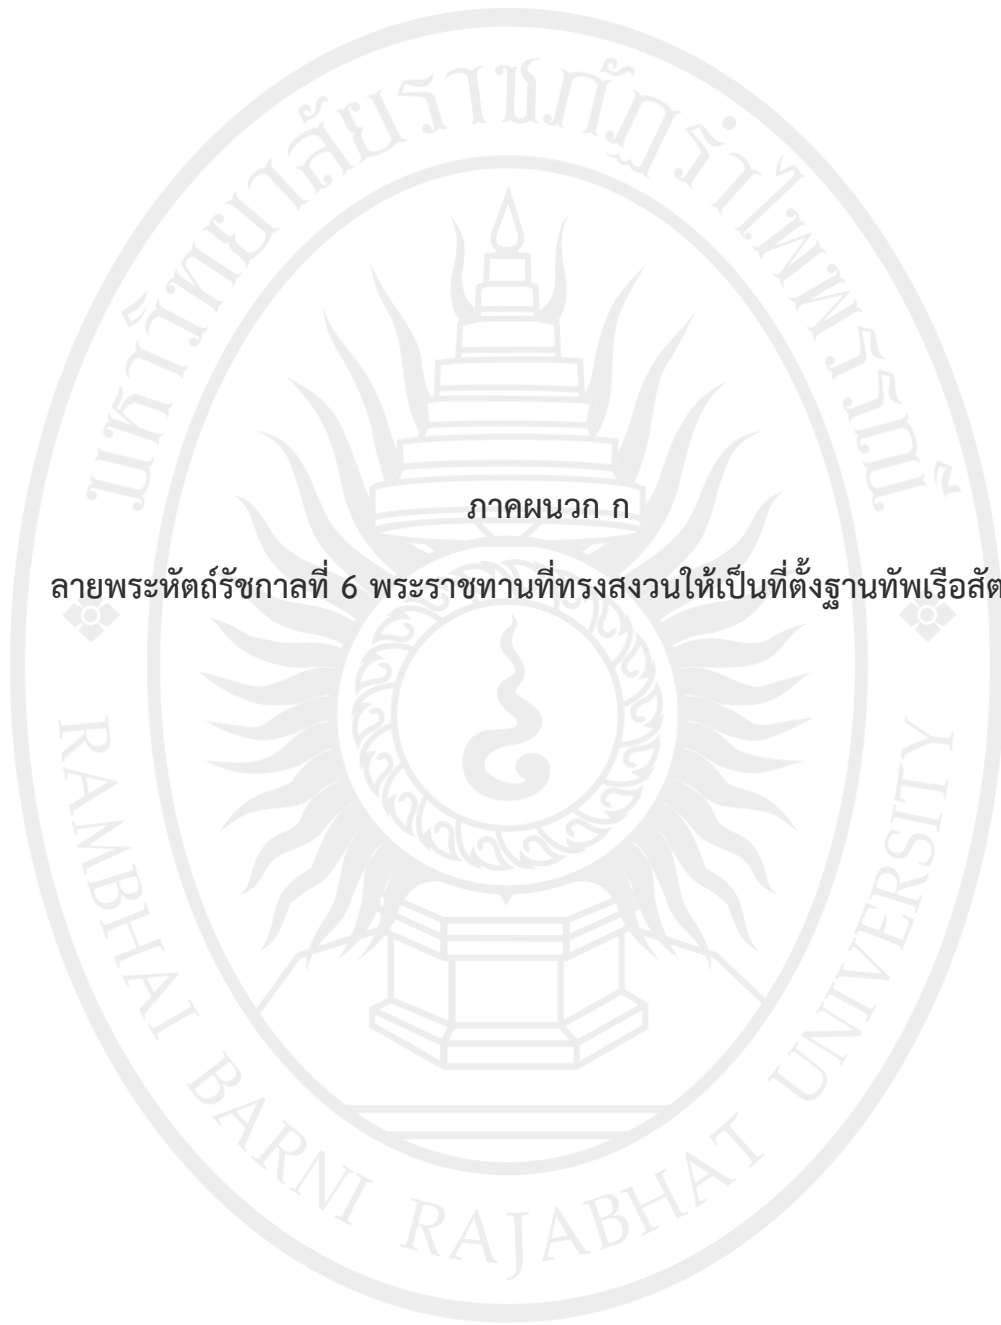 มหาวิทยาลัยราชภัฏรำไพพรรณี
ภาคผนวก ก
ลายพระหัตถ์รัชกาลที่ 6 พระราชทานที่ทรงสงวนให้เป็นที่ตั้งฐานทัพเรือสัต
RAMBHAI BARNI RAJABHAT UNIVERSITY